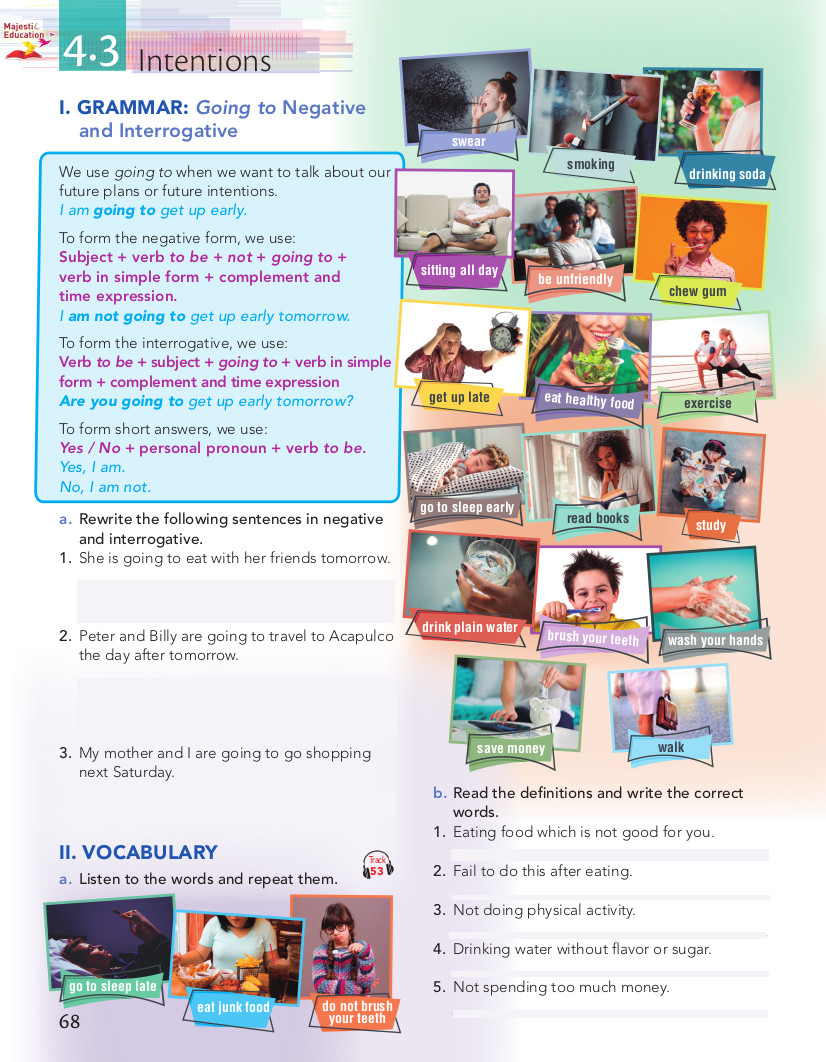 Majestic
Education
4.3
Intentions
I. GRAMMAR: Going to Negative
and Interrogative
We use going to when we want to talk about our
future plans or future intentions.
I am going to get up early.
To form the negative form, we use:
Subject + verb to be + not + going to +
verb in simple form + complement and
time expression.
I am not going to get up early tomorrow.
To form the interrogative, we use:
Verb to be + subject + going to + verb in simple
form + complement and time expression
Are you going to get up early tomorrow?
To form short answers, we use:
Yes / No + personal pronoun + verb to be.
Yes, I am.
No, I am not.
a. Rewrite the following sentences in negative
and interrogative.
1. She is going to eat with her friends tomorrow.
2. Peter and Billy are going to travel to Acapulco
the day after tomorrow.
3. My mother and I are going to go shopping
next Saturday.
II. VOCABULARY
Track
53
a. Listen to the words and repeat them.
go to sleep late
eat junk food
do not brush
your teeth
68
swear
smoking
drinking soda
sitting all day
be unfriendly
chew gum
get up late
eat healthy food
exercise
go to sleep early
read books
study
drink plain water
brush your teeth
wash your hands
save money
walk
b. Read the definitions and write the correct
words.
1. Eating food which is not good for you.
2. Fail to do this after eating.
3. Not doing physical activity.
4. Drinking water without flavor or sugar.
5. Not spending too much money.